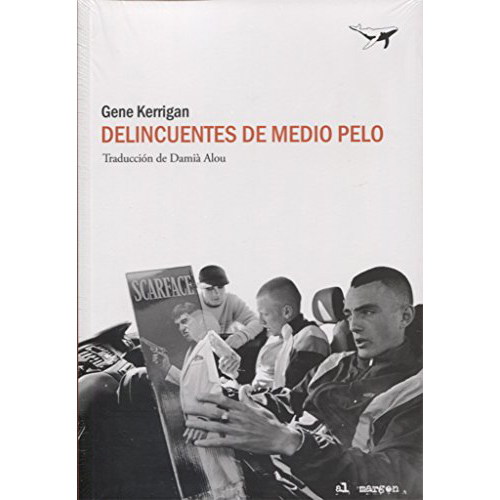 Gene Kerrigan
DELINCUENTES DE MEDIO PELO
Traducción de Damià Alou
SCARFACE
al margen